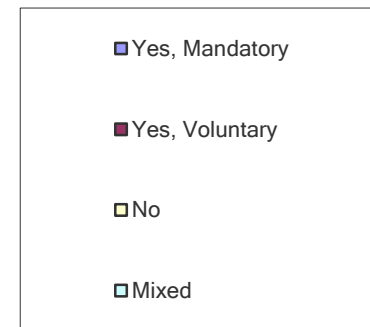 Yes, Mandatory
Yes, Voluntary
No
Mixed